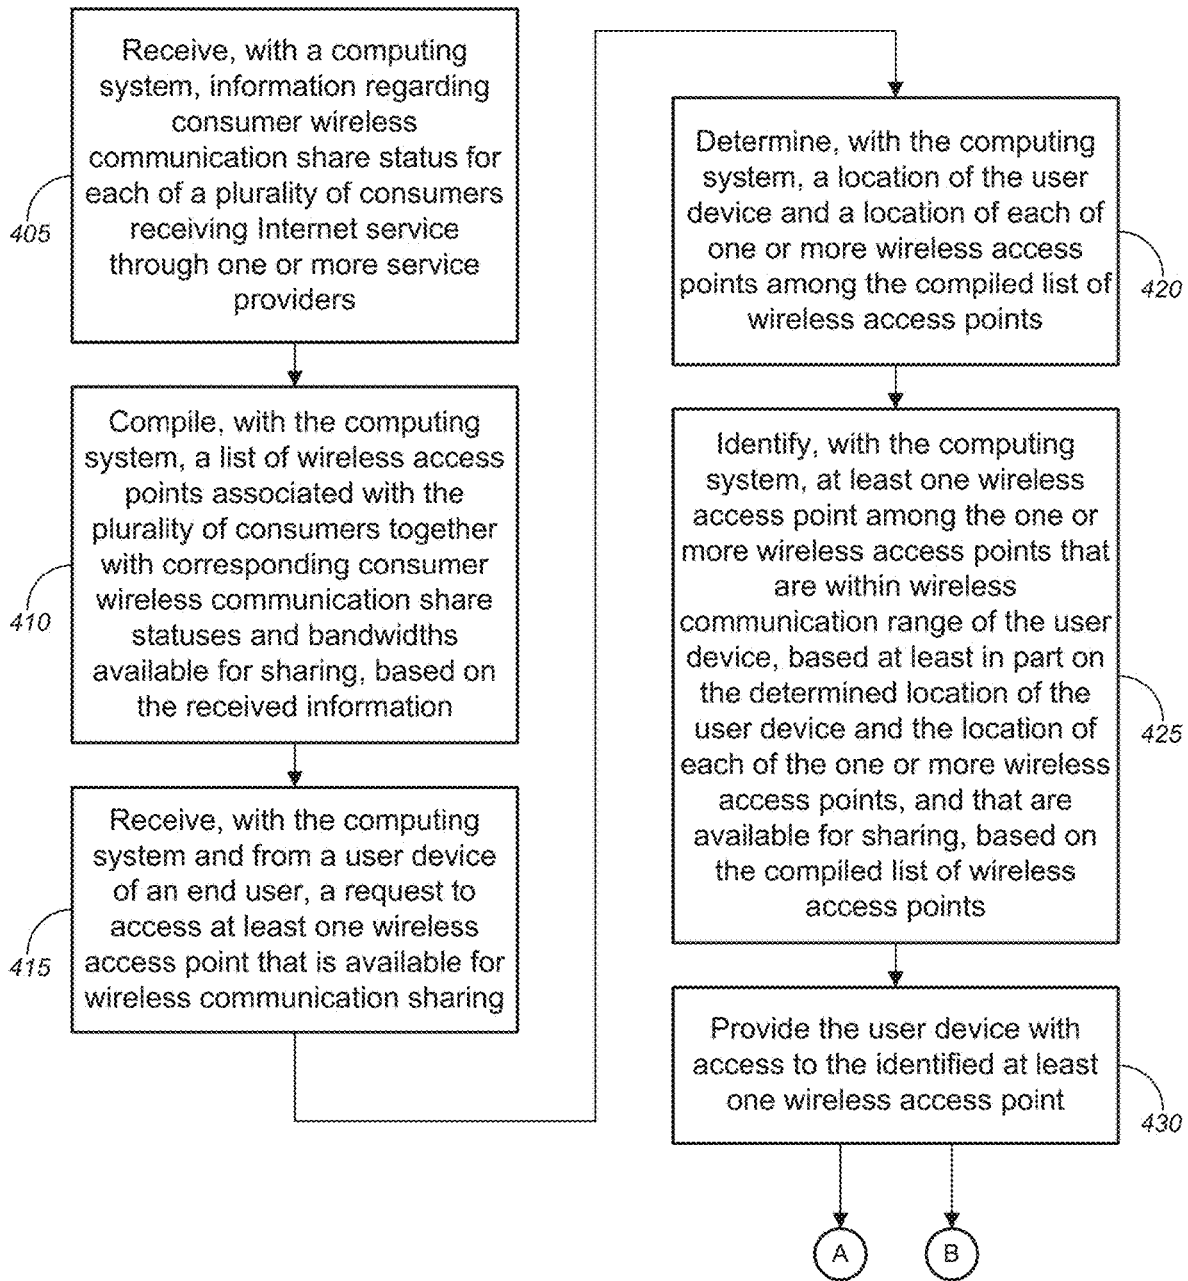 Receive, with a computing
system, information regarding
consumer wireless
communication share status for
each of a plurality of consumers
receiving Internet service
through one or more service
providers
405
Compile, with the computing
system, a list of wireless access
points associated with the
plurality of consumers together
with corresponding consumer
wireless communication share
statuses and bandwidths
available for sharing, based on
the received information
410
Receive, with the computing
system and from a user device
of an end user, a request to
access at least one wireless
access point that is available for
wireless communication sharing
415
Determine, with the computing
system, a location of the user
device and a location of each of
one or more wireless access
points among the compiled list of
wireless access points
420
Identify, with the computing
system, at least one wireless
access point among the one or
more wireless access points that
are within wireless
communication range of the user
device, based at least in part on
the determined location of the
user device and the location of
each of the one or more wireless
access points, and that are
available for sharing, based on
the compiled list of wireless
access points
425
Provide the user device with
access to the identified at least
one wireless access point
430
A
B